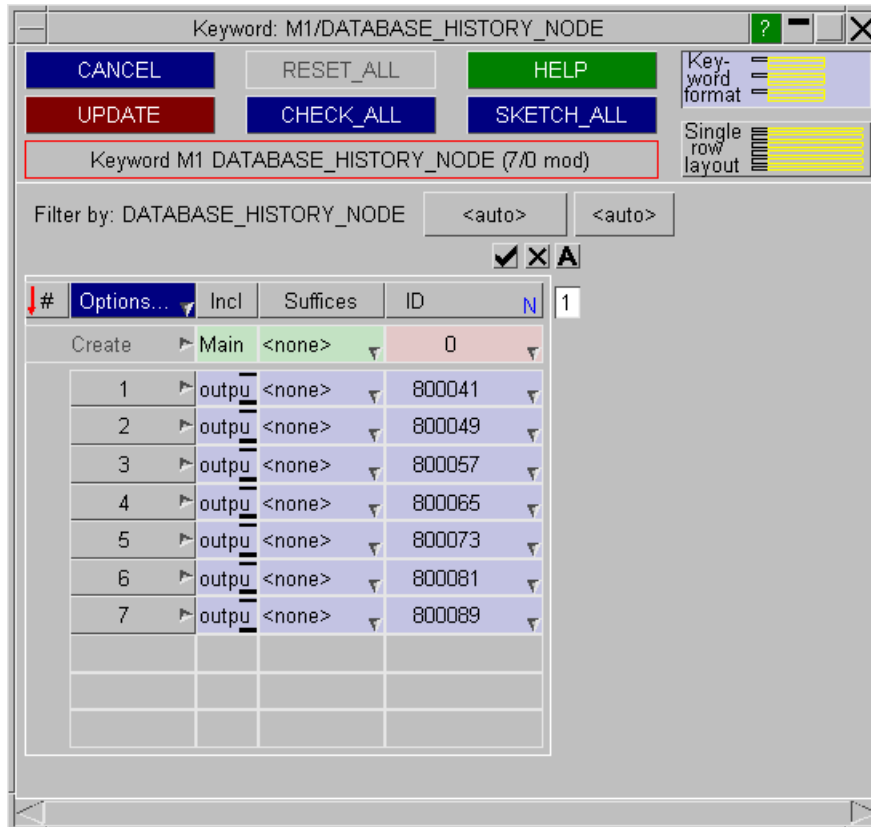 Keyword: M1/DATABASE_HISTORY_NODE ?
CANCEL RESET_ALL HELP
UPDATE CHECK_ALL SKETCH_ALL
Key-
word
format
Single
row
layout
Keyword M1 DATABASE_HISTORY_NODE (7/0 mod)
Filter by: DATABASE_HISTORY_NODE <auto> <auto>
A
# Options... Incl Suffices ID N 1
Create Main <none> 0
1 outpu <none> 800041
2 outpu <none> 800049
3 outpu <none> 800057
4 outpu <none> 800065
5 outpu <none> 800073
6 outpu <none> 800081
7 outpu <none> 800089